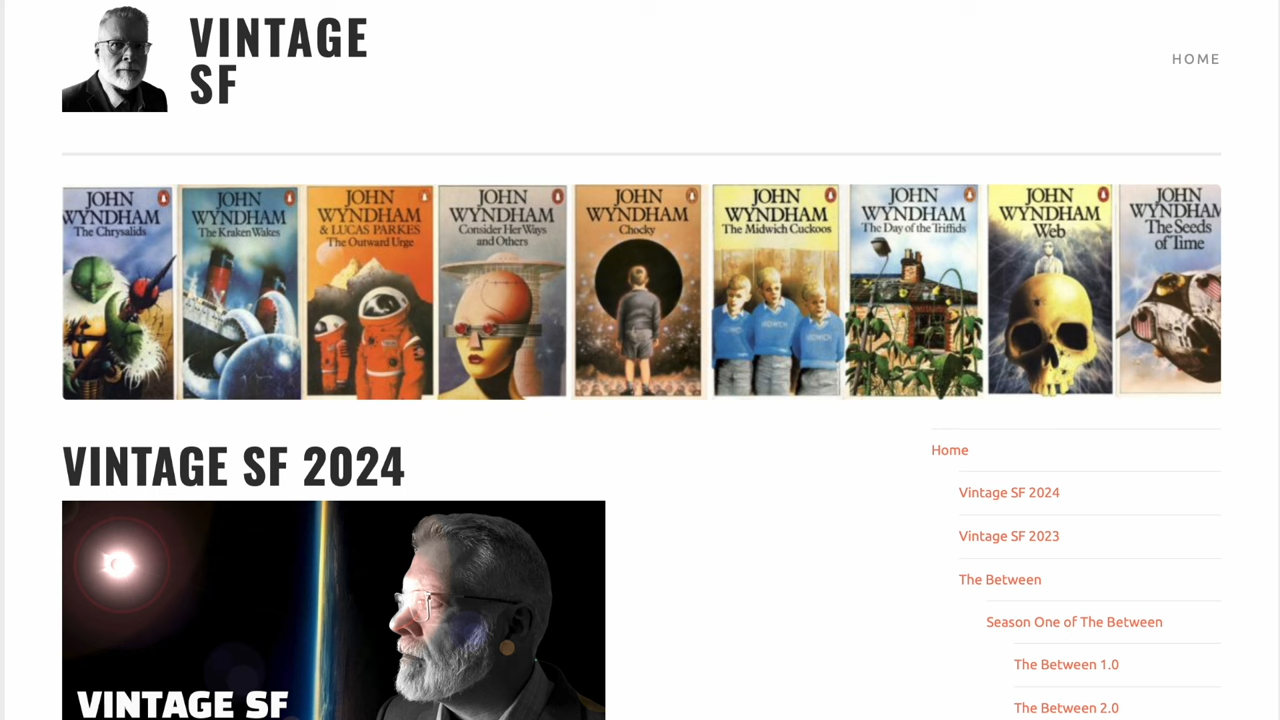 VINTAGE
SF
HOME
JOHN
WYNDHAM
The Chrysalids
JOHN
WYNDHAM
The Kraken Wakes
JOHN
WYNDHAM
& LUCAS PARKES
The Outward Urge
JOHN
WYNDHAM
Consider Her Ways
and Others
JOHN
WYNDHAM
Chocky
JOHN
WYNDHAM
The Midwich Cuckoos
JOHN
WYNDHAM
The Day of the Triffids
JOHN
WYNDHAM
Web
JOHN
WYNDHAM
The Seeds
of Time
VINTAGE SF 2024
VINTAGE SF
Home
Vintage SF 2024
Vintage SF 2023
The Between
Season One of The Between
The Between 1.0
The Between 2.0